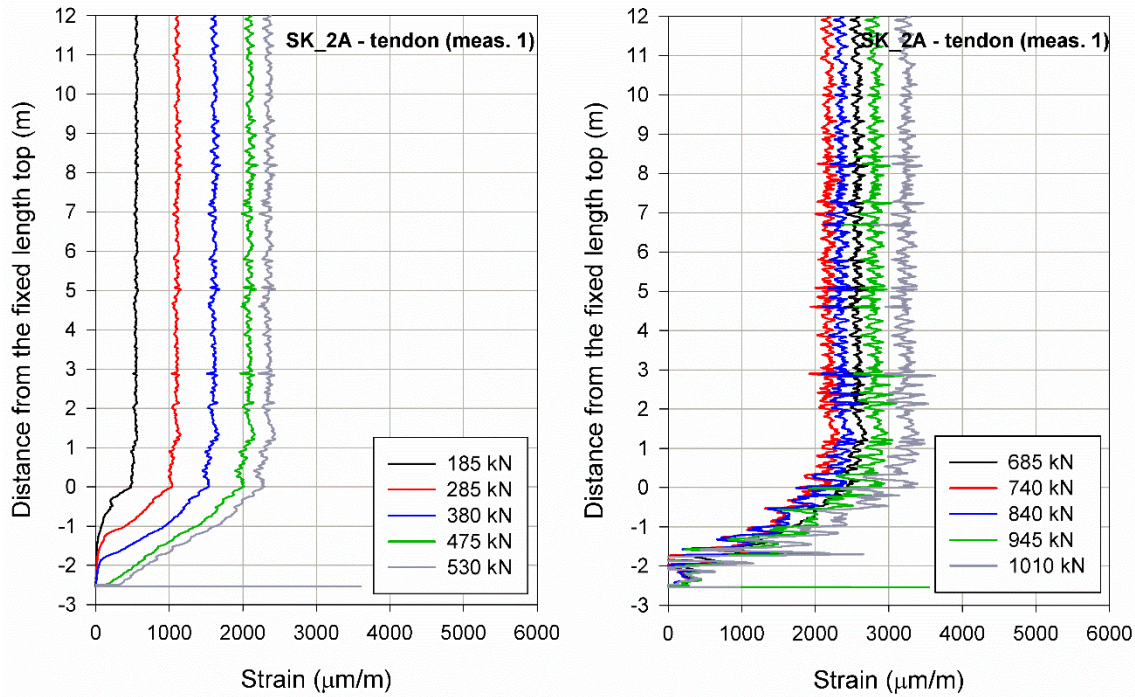 SK_2A - tendon (meas. 1)
Distance from the fixed length top (m)
12
11
10
9
8
7
6
5
4
3
2
1
0
-1
-2
-3
185 kN
285 kN
380 kN
475 kN
530 kN
0 1000 2000 3000 4000 5000 6000
Strain (μm/m)
SK_2A - tendon (meas. 1)
Distance from the fixed length top (m)
12
11
10
9
8
7
6
5
4
3
2
1
0
-1
-2
-3
685 kN
740 kN
840 kN
945 kN
1010 kN
0 1000 2000 3000 4000 5000 6000
Strain (μm/m)